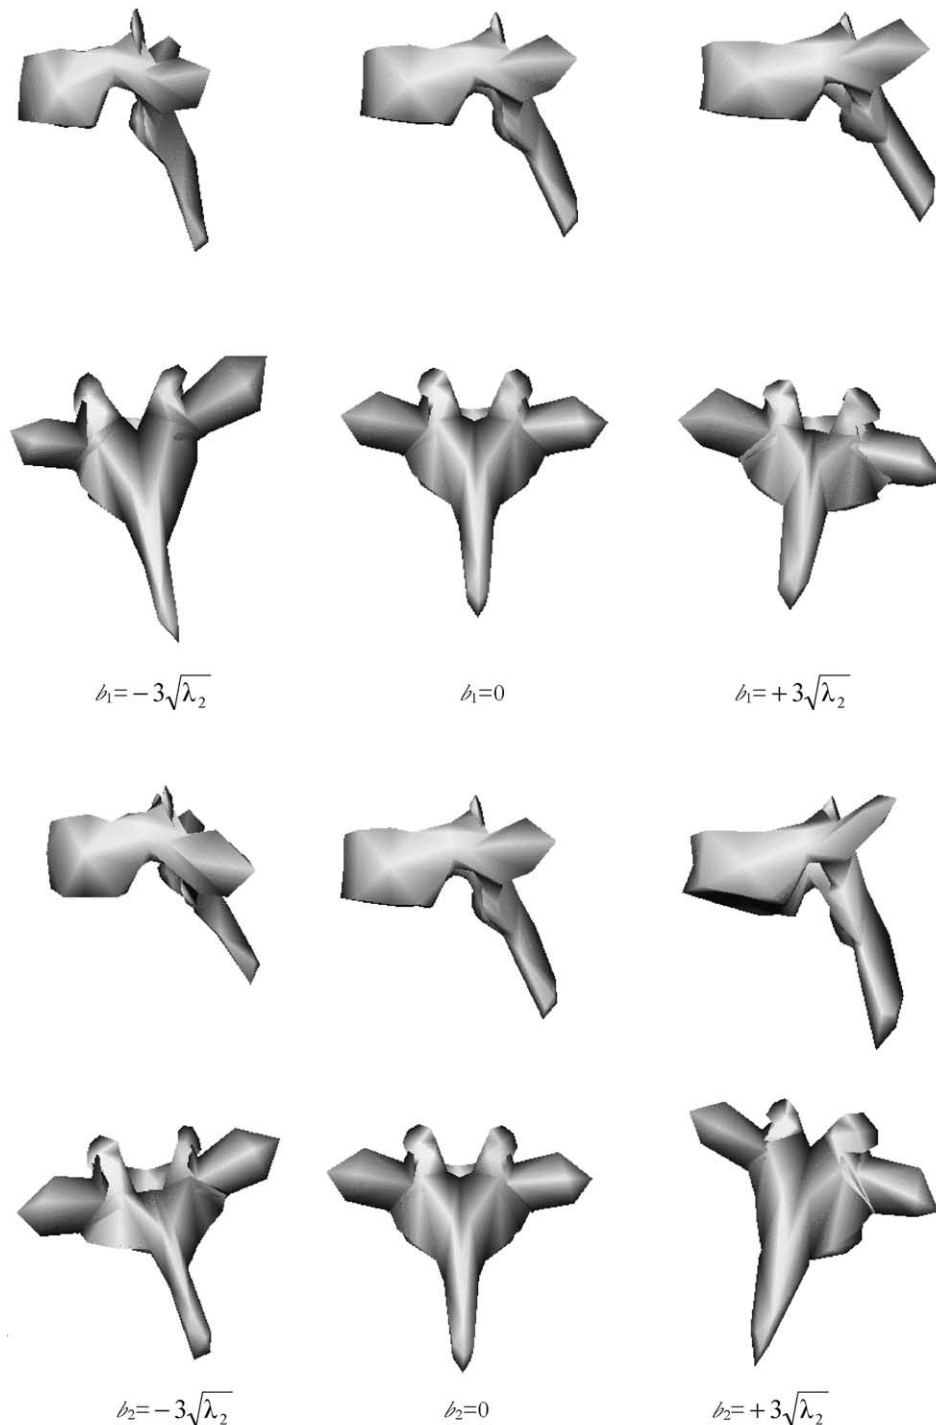 b₁= − 3√λ₂ b₁=0 b₁= + 3√λ₂
b₂= − 3√λ₂ b₂=0 b₂= + 3√λ₂